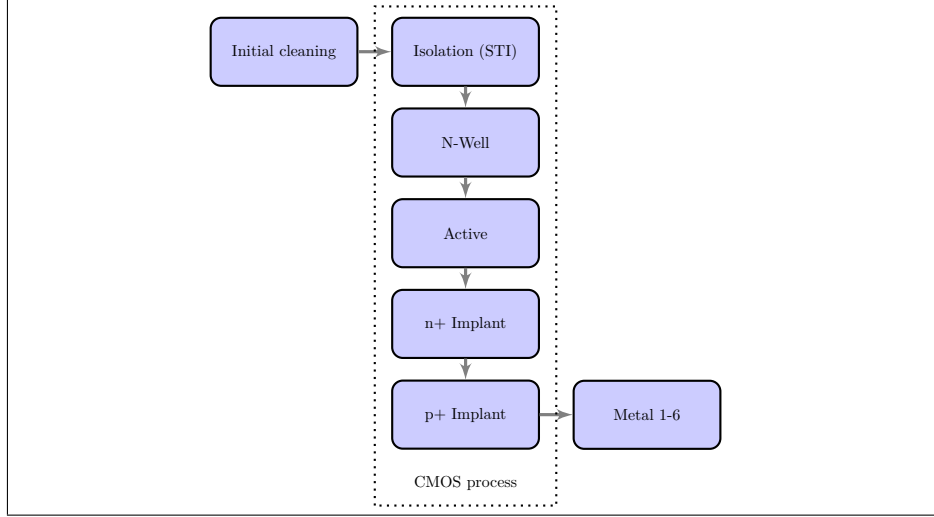 Initial cleaning
Isolation (STI)
N-Well
Active
n+ Implant
p+ Implant
Metal 1-6
CMOS process